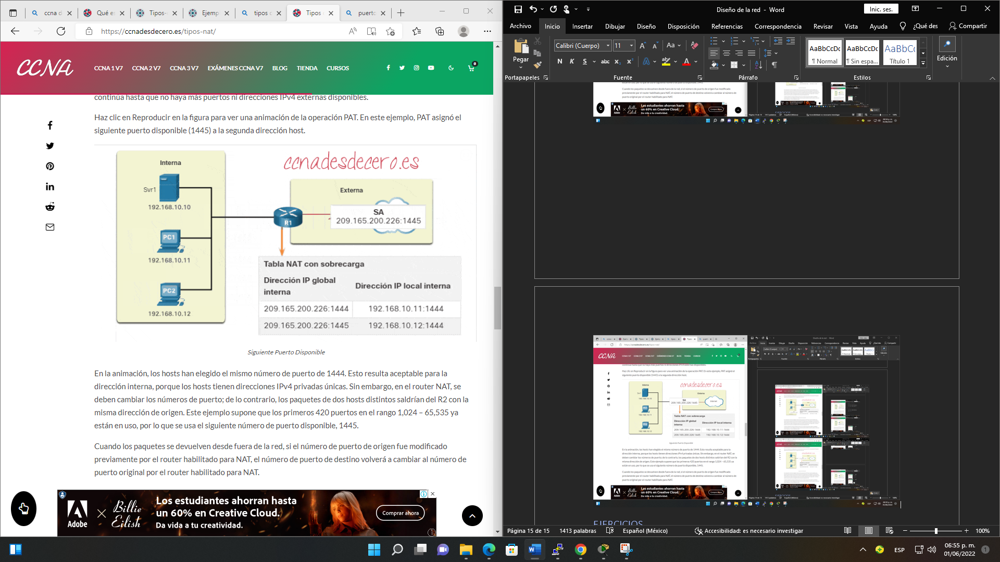 ccna d
Qué es
Tipos-
Ejemp
tipos c
Tipos
puerto
https://ccnadesdecero.es/tipos-nat/
CCNA
CCNA 1 V7
CCNA 2 V7
CCNA 3 V7
EXÁMENES CCNA V7
BLOG
TIENDA
CURSOS
0
continúa hasta que no haya más puertos ni direcciones IPv4 externas disponibles.
Haz clic en Reproducir en la figura para ver una animación de la operación PAT. En este ejemplo, PAT asignó el
siguiente puerto disponible (1445) a la segunda dirección host.
Interna
ccnadesdecero.es
Svr1
192.168.10.10
Externa
SA
209.165.200.226:1445
R1
PC1
192.168.10.11
PC2
192.168.10.12
Tabla NAT con sobrecarga
Dirección IP global
interna
Dirección IP local interna
209.165.200.226:1444
192.168.10.11:1444
209.165.200.226:1445
192.168.10.12:1444
Siguiente Puerto Disponible
En la animación, los hosts han elegido el mismo número de puerto de 1444. Esto resulta aceptable para la
dirección interna, porque los hosts tienen direcciones IPv4 privadas únicas. Sin embargo, en el router NAT, se
deben cambiar los números de puerto; de lo contrario, los paquetes de dos hosts distintos saldrían del R2 con la
misma dirección de origen. Este ejemplo supone que los primeros 420 puertos en el rango 1,024 – 65,535 ya
están en uso, por lo que se usa el siguiente número de puerto disponible, 1445.
Cuando los paquetes se devuelven desde fuera de la red, si el número de puerto de origen fue modificado
previamente por el router habilitado para NAT, el número de puerto de destino volverá a cambiar al número de
puerto original por el router habilitado para NAT.
Adobe
Billie
Eilish
Los estudiantes ahorran hasta
un 60% en Creative Cloud.
Da vida a tu creatividad.
Comprar ahora
Diseño de la red - Word
Inic. ses.
Archivo
Inicio
Insertar
Dibujar
Diseño
Disposición
Referencias
Correspondencia
Revisar
Vista
Ayuda
¿Qué des
Compartir
Pegar
Portapapeles
Calibri (Cuerpo)
11
Aa
N K S abc x₂ x²
Fuente
Párrafo
AaBbCcDc
¶ Normal
AaBbCcDc
¶ Sin espa...
AaBbCc
Título 1
Estilos
Edición
EJERCICIOS
Página 15 de 15
1413 palabras
Español (México)
Accesibilidad: es necesario investigar
100%
ESP
06:55 p. m.
01/06/2022
1